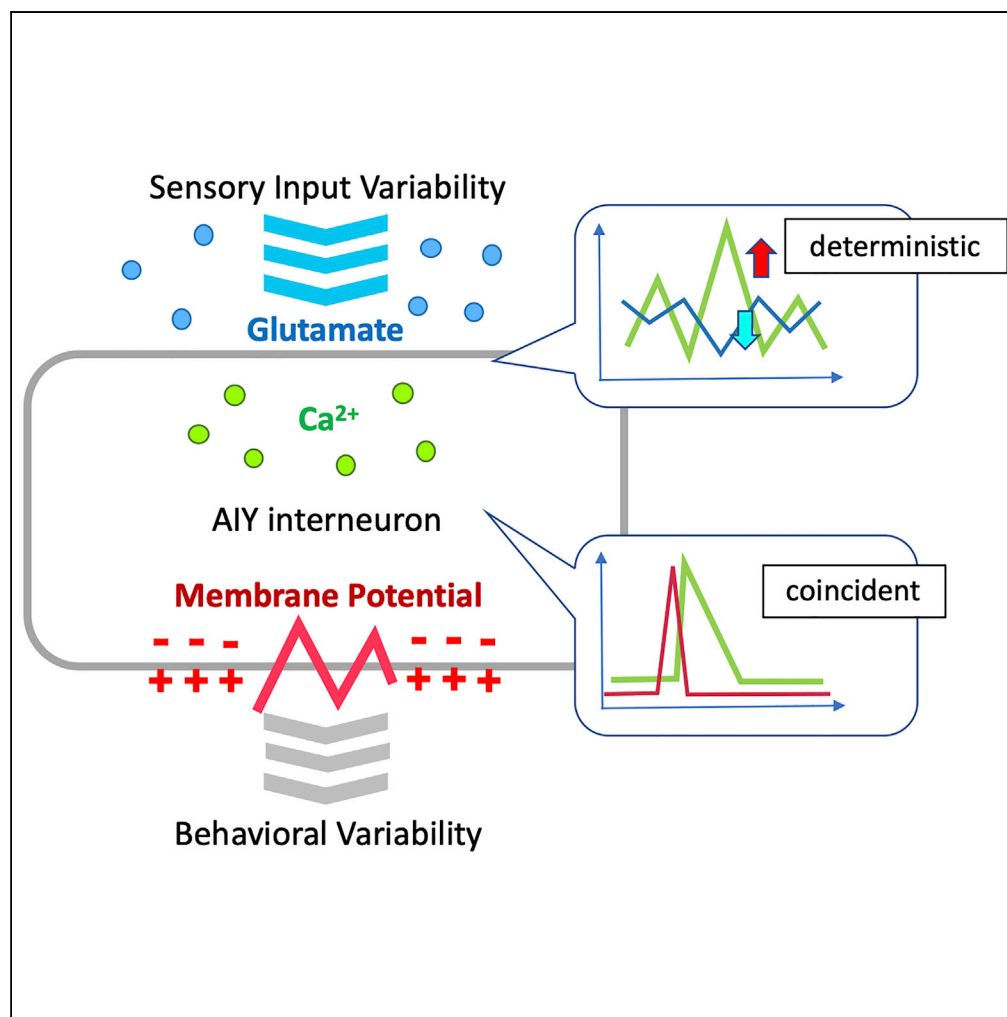 Sensory Input Variability
Glutamate
deterministic
Ca²⁺
AIY interneuron
Membrane Potential
- - - - - -
+ + + + + +
coincident
Behavioral Variability